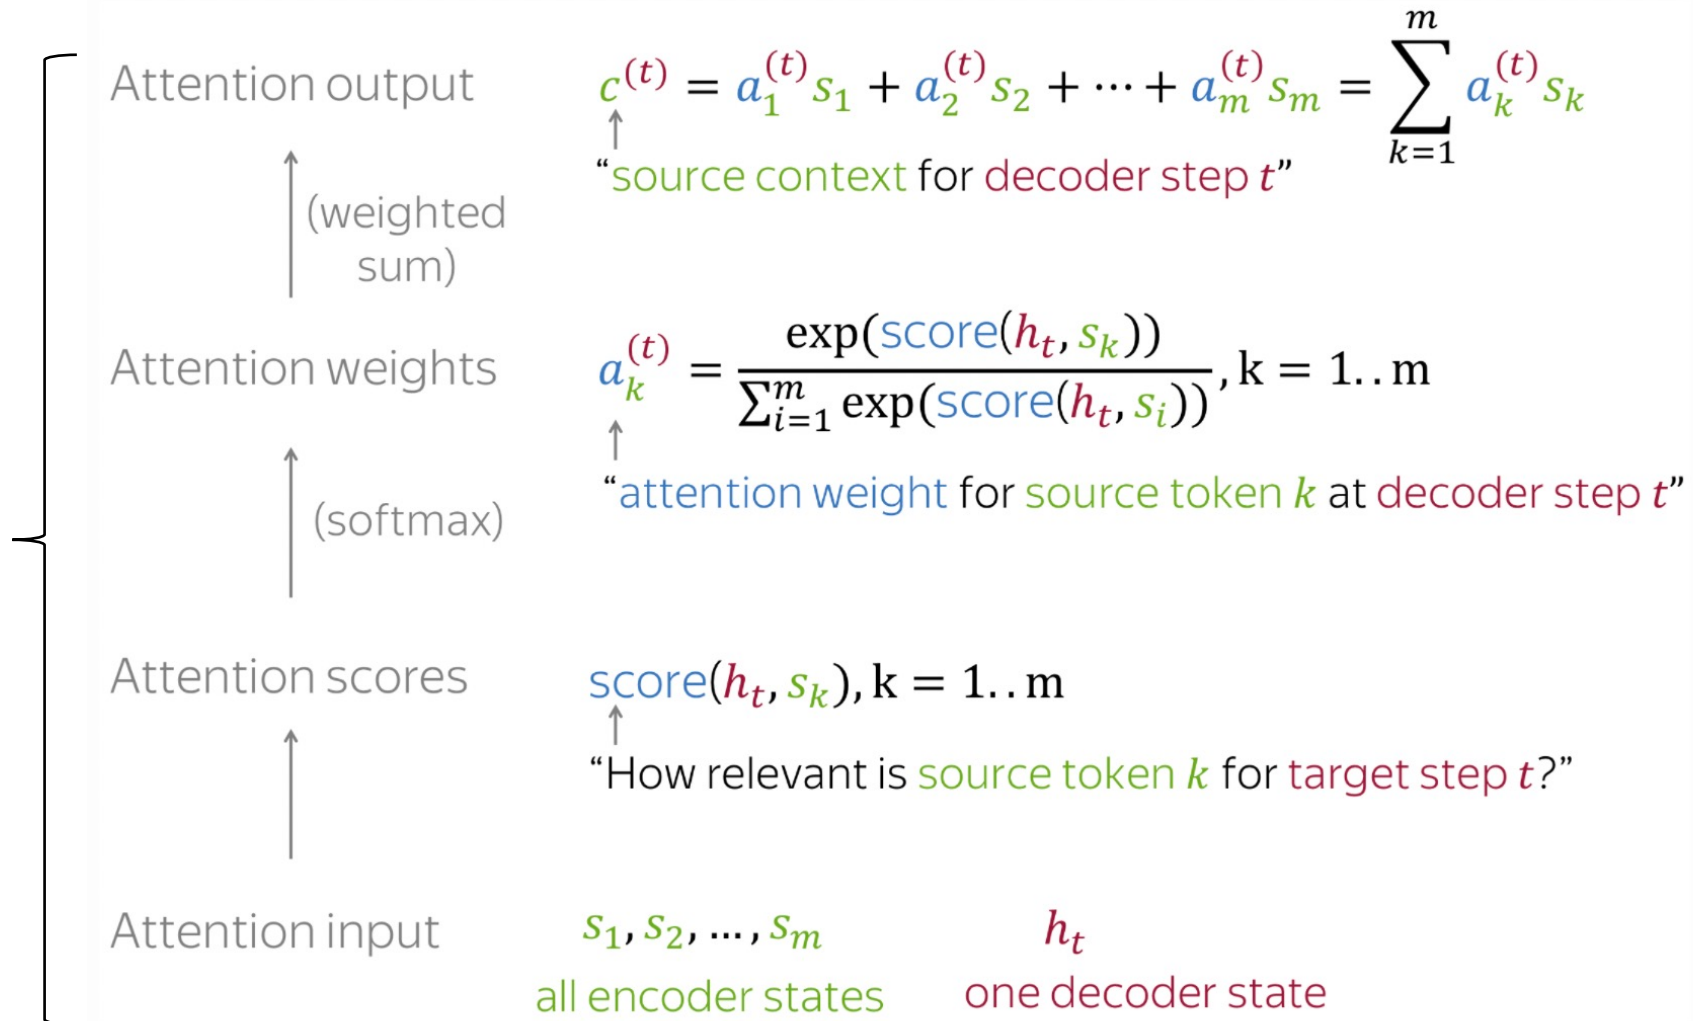 Attention output c^(t) = a_1^(t) s_1 + a_2^(t) s_2 + ⋯ + a_m^(t) s_m = ∑_{k=1}^{m} a_k^(t) s_k
“source context for decoder step t”
(weighted
sum)
Attention weights a_k^(t) = exp(score(h_t, s_k)) / ∑_{i=1}^{m} exp(score(h_t, s_i)), k = 1..m
“attention weight for source token k at decoder step t”
(softmax)
Attention scores score(h_t, s_k), k = 1..m
“How relevant is source token k for target step t?”
Attention input s_1, s_2, …, s_m h_t
all encoder states one decoder state